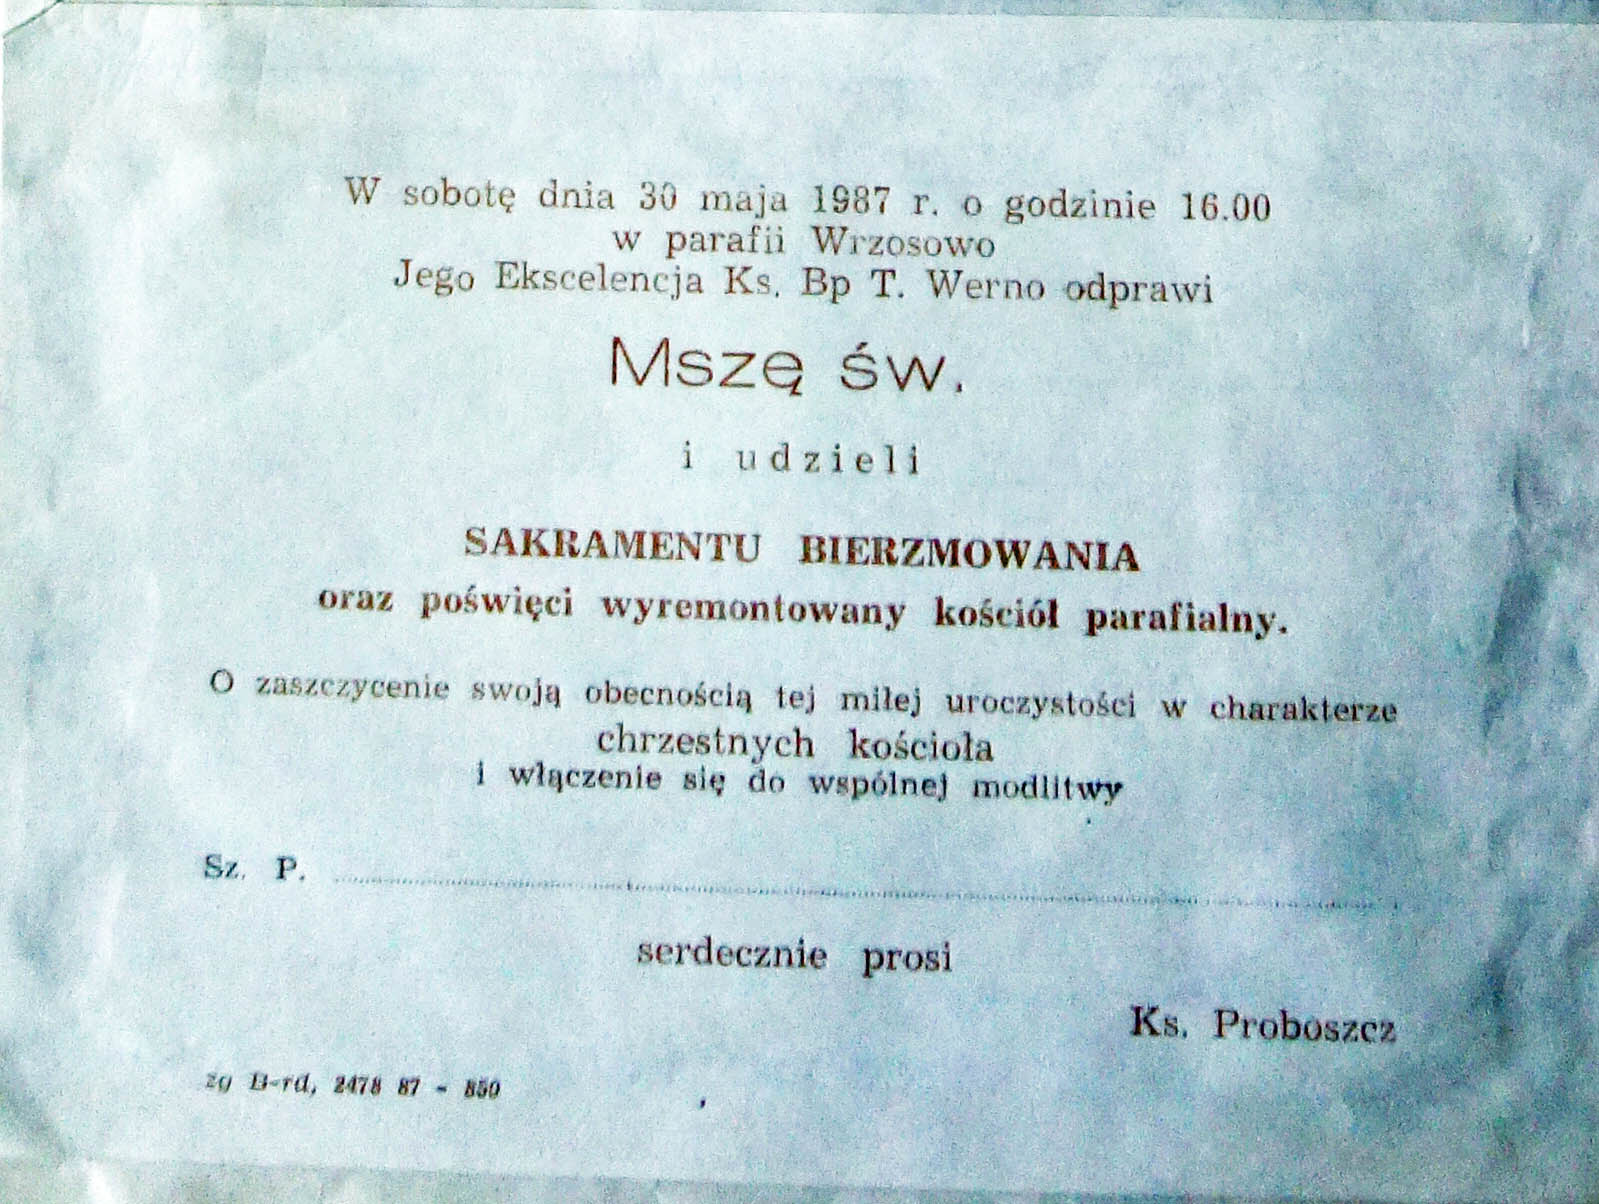 W sobotę dnia 30 maja 1987 r. o godzinie 16.00
w parafii Wrzosowo
Jego Ekscelencja Ks. Bp T. Werno odprawi
Mszę św.
i udzieli
SAKRAMENTU BIERZMOWANIA
oraz poświęci wyremontowany kościół parafialny.
O zaszczycenie swoją obecnością tej miłej uroczystości w charakterze
chrzestnych kościoła
i włączenie się do wspólnej modlitwy
Sz. P.
serdecznie prosi
Ks. Proboszcz
zg B-rd, 2478 87 - 850